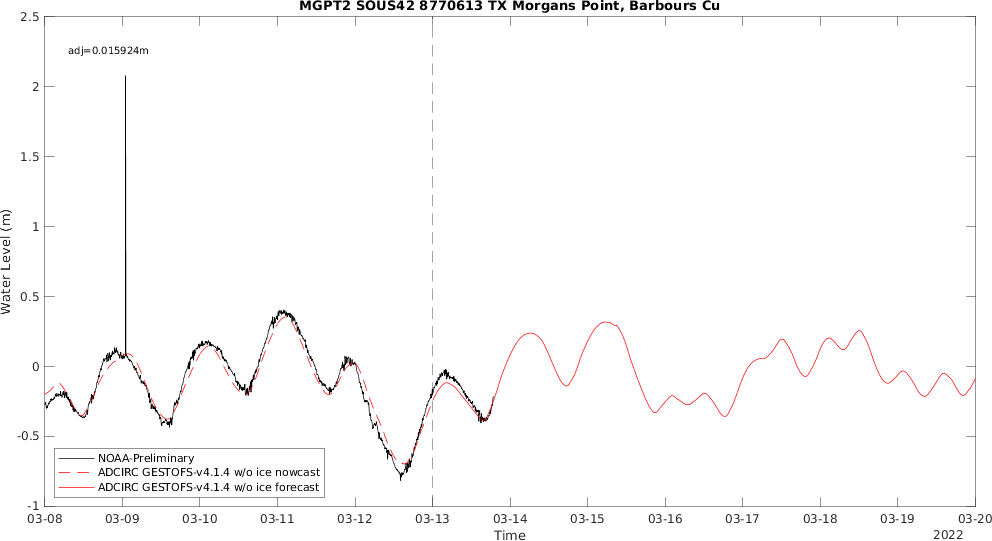 MGPT2 SOUS42 8770613 TX Morgans Point, Barbours Cu
2.5
adj=0.015924m
2
1.5
1
0.5
0
-0.5
-1
Water Level (m)
NOAA-Preliminary
ADCIRC GESTOFS-v4.1.4 w/o ice nowcast
ADCIRC GESTOFS-v4.1.4 w/o ice forecast
03-08 03-09 03-10 03-11 03-12 03-13 03-14 03-15 03-16 03-17 03-18 03-19 03-20
Time
2022